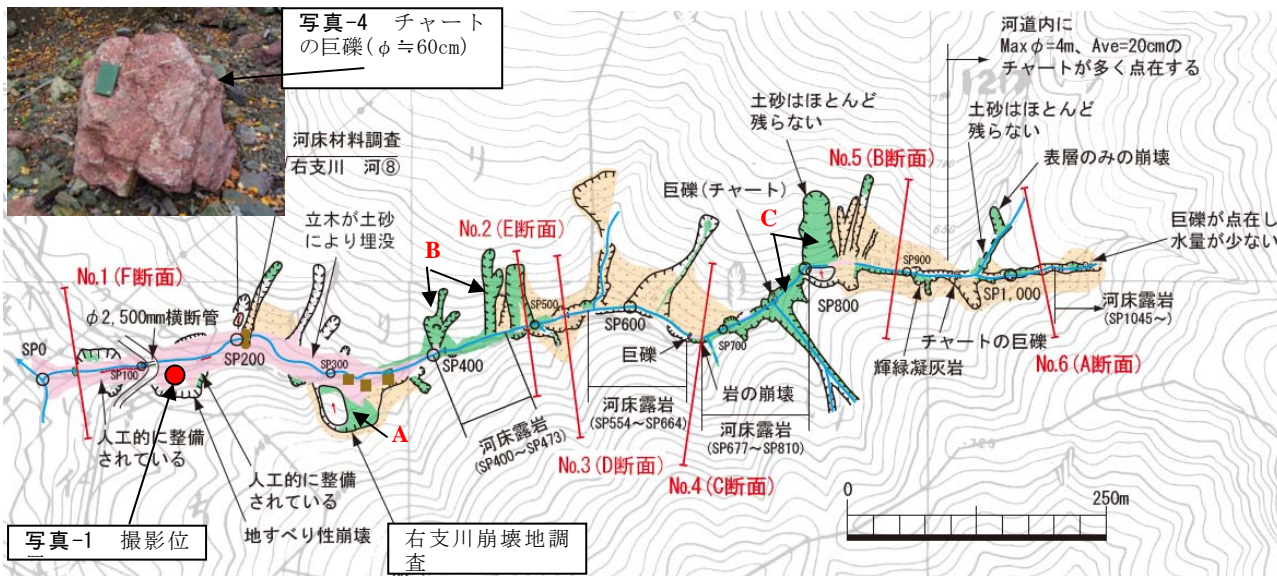 写真-4 チャート
の巨礫(φ≒60cm)
河道内に
Maxφ=4m、Ave=20cmの
チャートが多く点在する
土砂はほとんど
残らない
土砂はほとんど
残らない
表層のみの崩壊
河床材料調査
右支川 河⑧
No.5 (B断面)
巨礫(チャート)
C
立木が土砂
により埋没
B
No.2 (E断面)
巨礫が点在し
水量が少ない
No.1 (F断面)
φ2,500mm横断管
SP0
SP100
SP200
SP300
SP400
SP500
SP600
SP700
SP800
SP900
SP1,000
巨礫
岩の崩壊
河床露岩
(SP1045~)
チャートの巨礫
輝緑凝灰岩
No.6 (A断面)
人工的に整備
されている
A
河床露岩
(SP400~SP473)
河床露岩
(SP554~SP664)
河床露岩
(SP677~SP810)
No.3 (D断面)
No.4 (C断面)
人工的に整備
されている
地すべり性崩壊
0
250m
写真-1 撮影位
右支川崩壊地調
査